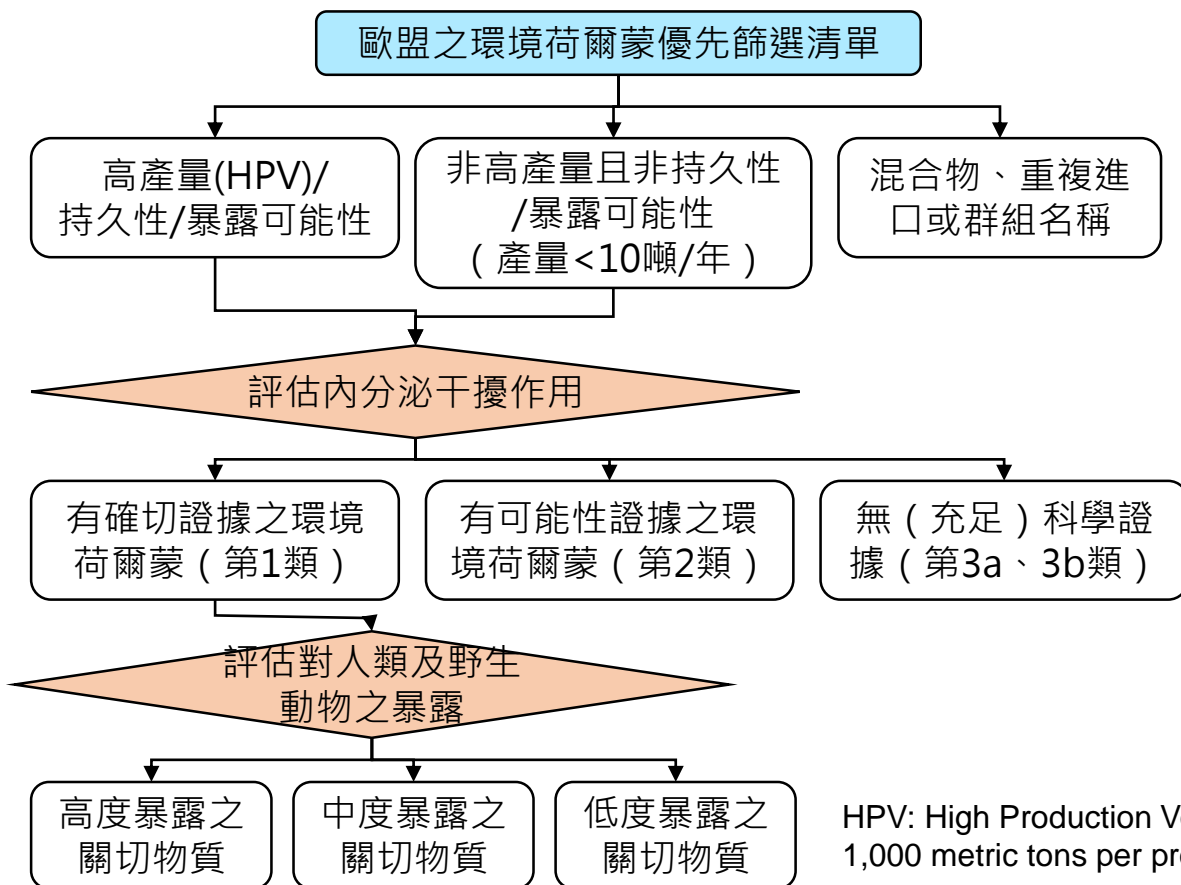 歐盟之環境荷爾蒙優先篩選清單
高產量(HPV)/
持久性/暴露可能性
非高產量且非持久性
/暴露可能性
（產量<10噸/年）
混合物、重複進
口或群組名稱
評估內分泌干擾作用
有確切證據之環境
荷爾蒙（第1類）
有可能性證據之環
境荷爾蒙（第2類）
無（充足）科學證
據（第3a、3b類）
評估對人類及野生
動物之暴露
高度暴露之
關切物質
中度暴露之
關切物質
低度暴露之
關切物質
HPV: High Production
1,000 metric tons per